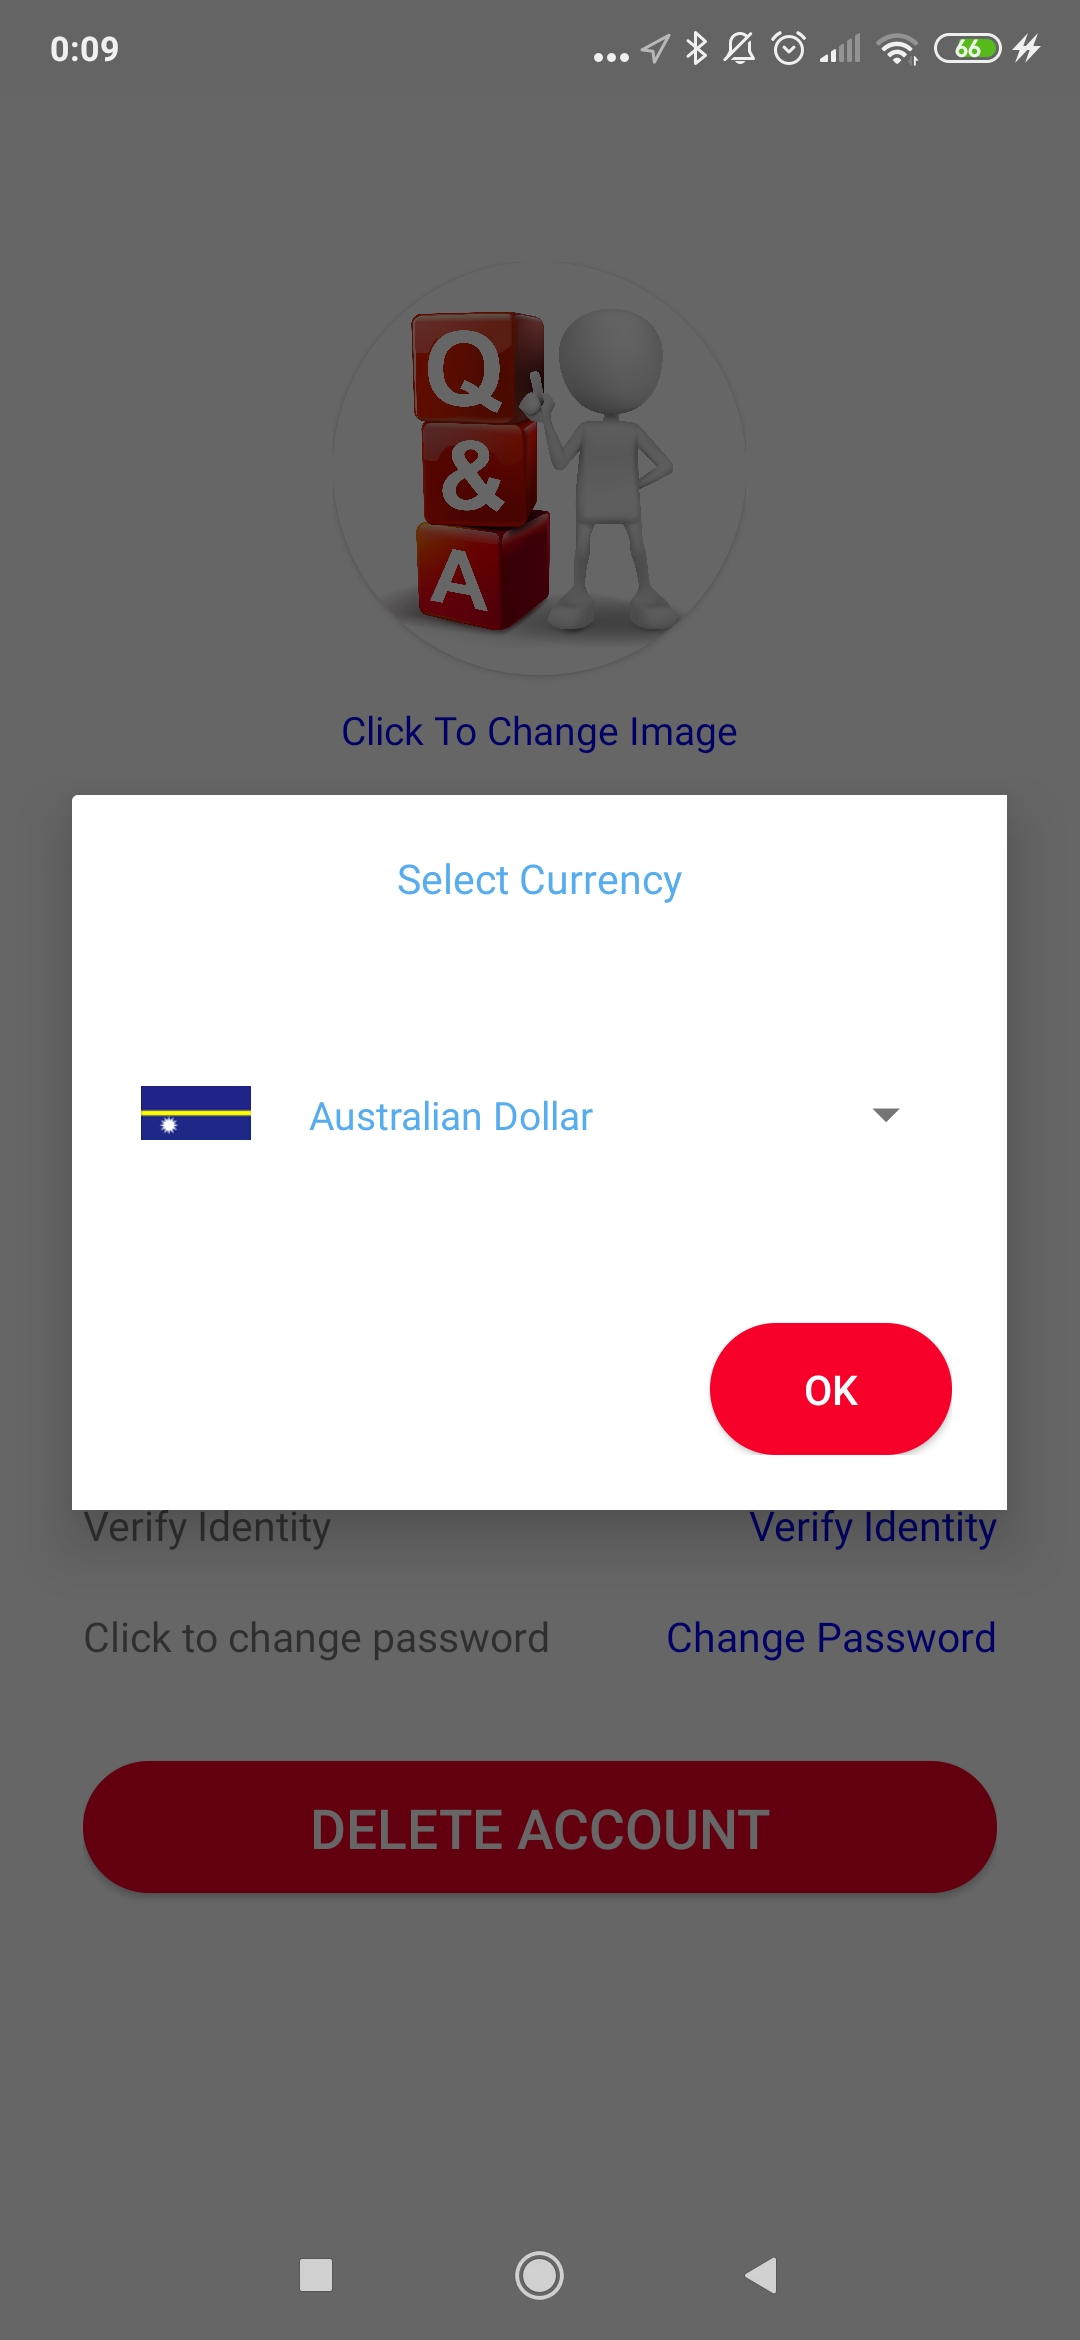 0:09
66
Q
&
A
Click To Change Image
Select Currency
Australian Dollar
OK
Verify Identity
Verify Identity
Click to change password
Change Password
DELETE ACCOUNT